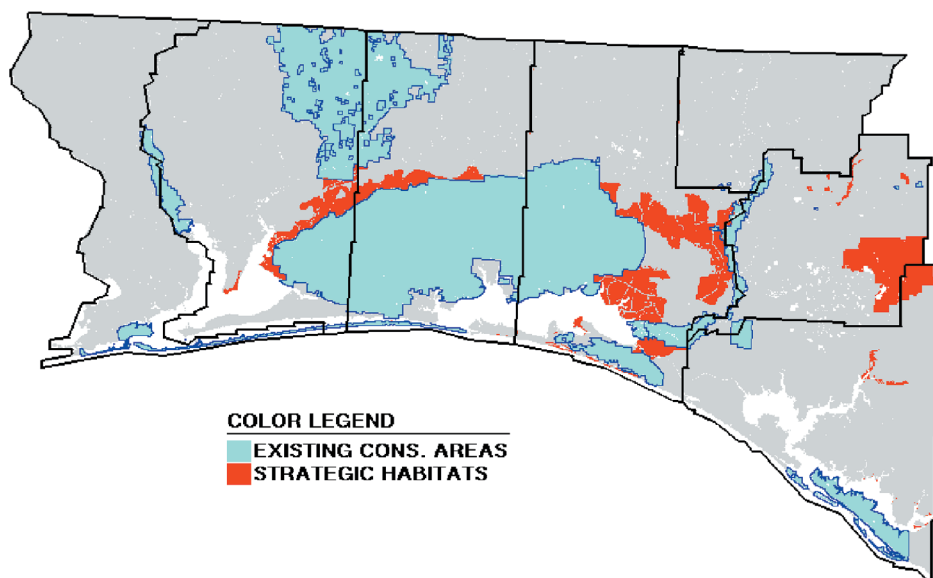 COLOR LEGEND
EXISTING CONS. AREAS
STRATEGIC HABITATS